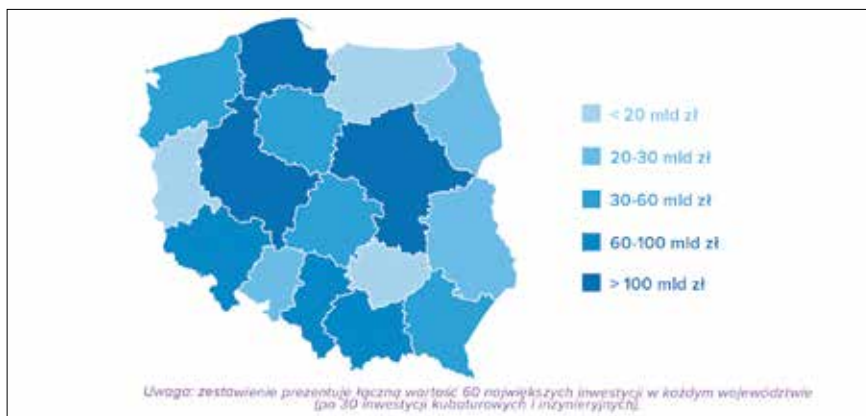 < 20 mld zł
20-30 mld zł
30-60 mld zł
60-100 mld zł
> 100 mld zł
Uwaga: zestawienie prezentuje łączną wartość 60 największych inwestycji w każdym województwie
(po 30 inwestycji kubaturowych i inżynieryjnych).